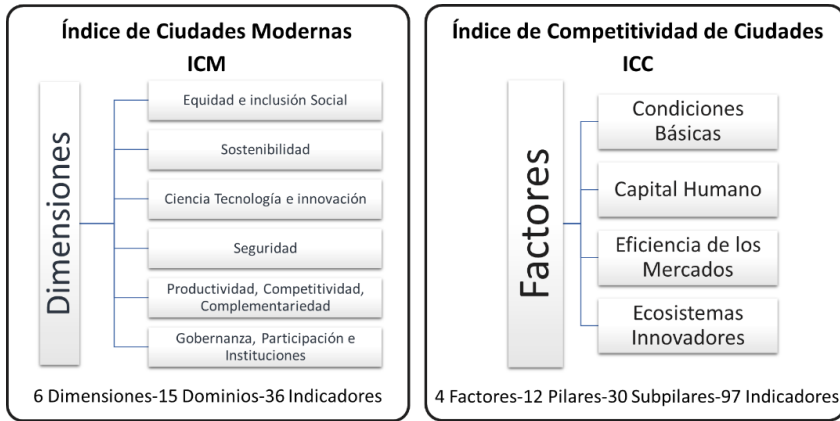 Índice de Ciudades Modernas
ICM
Dimensiones
Equidad e inclusión Social
Sostenibilidad
Ciencia Tecnología e innovación
Seguridad
Productividad, Competitividad,
Complementariedad
Gobernanza, Participación e
Instituciones
6 Dimensiones-15 Dominios-36 Indicadores
Índice de Competitividad de Ciudades
ICC
Factores
Condiciones
Básicas
Capital Humano
Eficiencia de los
Mercados
Ecosistemas
Innovadores
4 Factores-12 Pilares-30 Subpilares-97 Indicadores